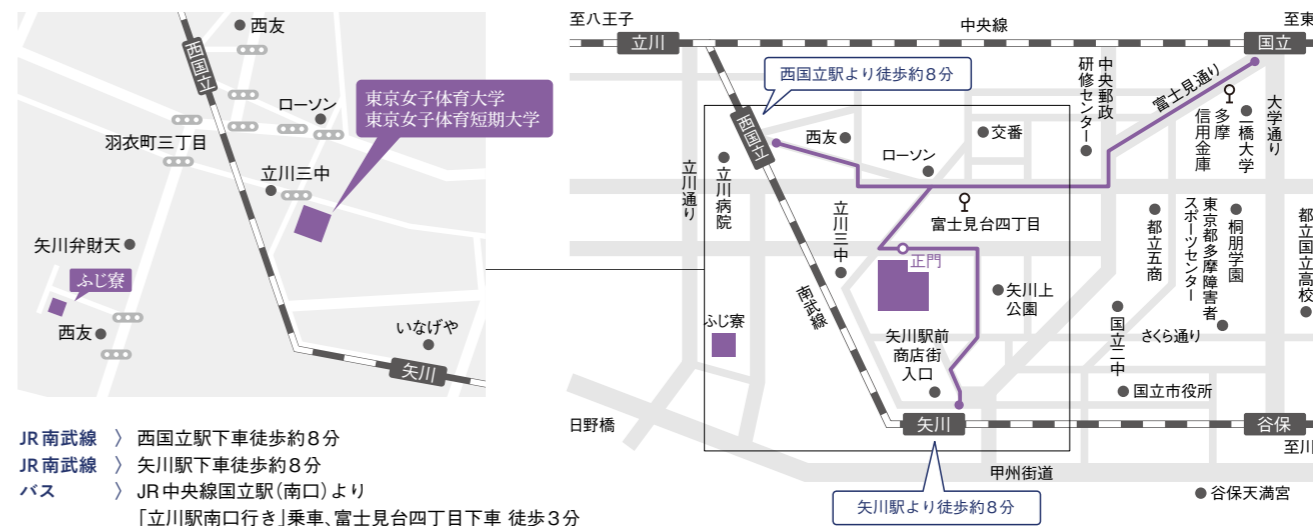 西友
西国立
ローソン
羽衣町三丁目
立川三中
東京女子体育大学
東京女子体育短期大学
矢川弁財天
ふじ寮
西友
いなげや
矢川
JR南武線 〉 西国立駅下車徒歩約8分
JR南武線 〉 矢川駅下車徒歩約8分
バス 〉 JR中央線国立駅(南口)より
「立川駅南口行き」乗車、富士見台四丁目下車 徒歩3分
至八王子
中央線
至東
立川
国立
西国立駅より徒歩約8分
中央郵政
研修センター
富士見通り
多摩
信用金庫
一橋大学
大学通り
西国立
西友
交番
ローソン
立川通り
立川病院
富士見台四丁目
立川三中
正門
都立五商
東京都多摩障害者
スポーツセンター
桐朋学園
都立国立高校
南武線
矢川上
公園
ふじ寮
矢川駅前
商店街
入口
国立二中
さくら通り
国立市役所
日野橋
矢川
谷保
至川
甲州街道
矢川駅より徒歩約8分
谷保天満宮